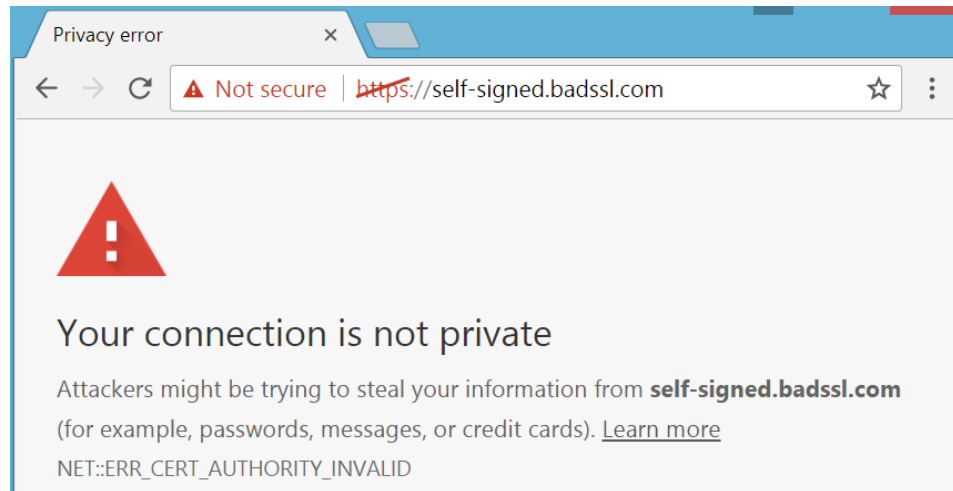 Privacy error
Not secure https://self-signed.badssl.com
Your connection is not private
Attackers might be trying to steal your information from self-signed.badssl.com
(for example, passwords, messages, or credit cards). Learn more
NET::ERR_CERT_AUTHORITY_INVALID